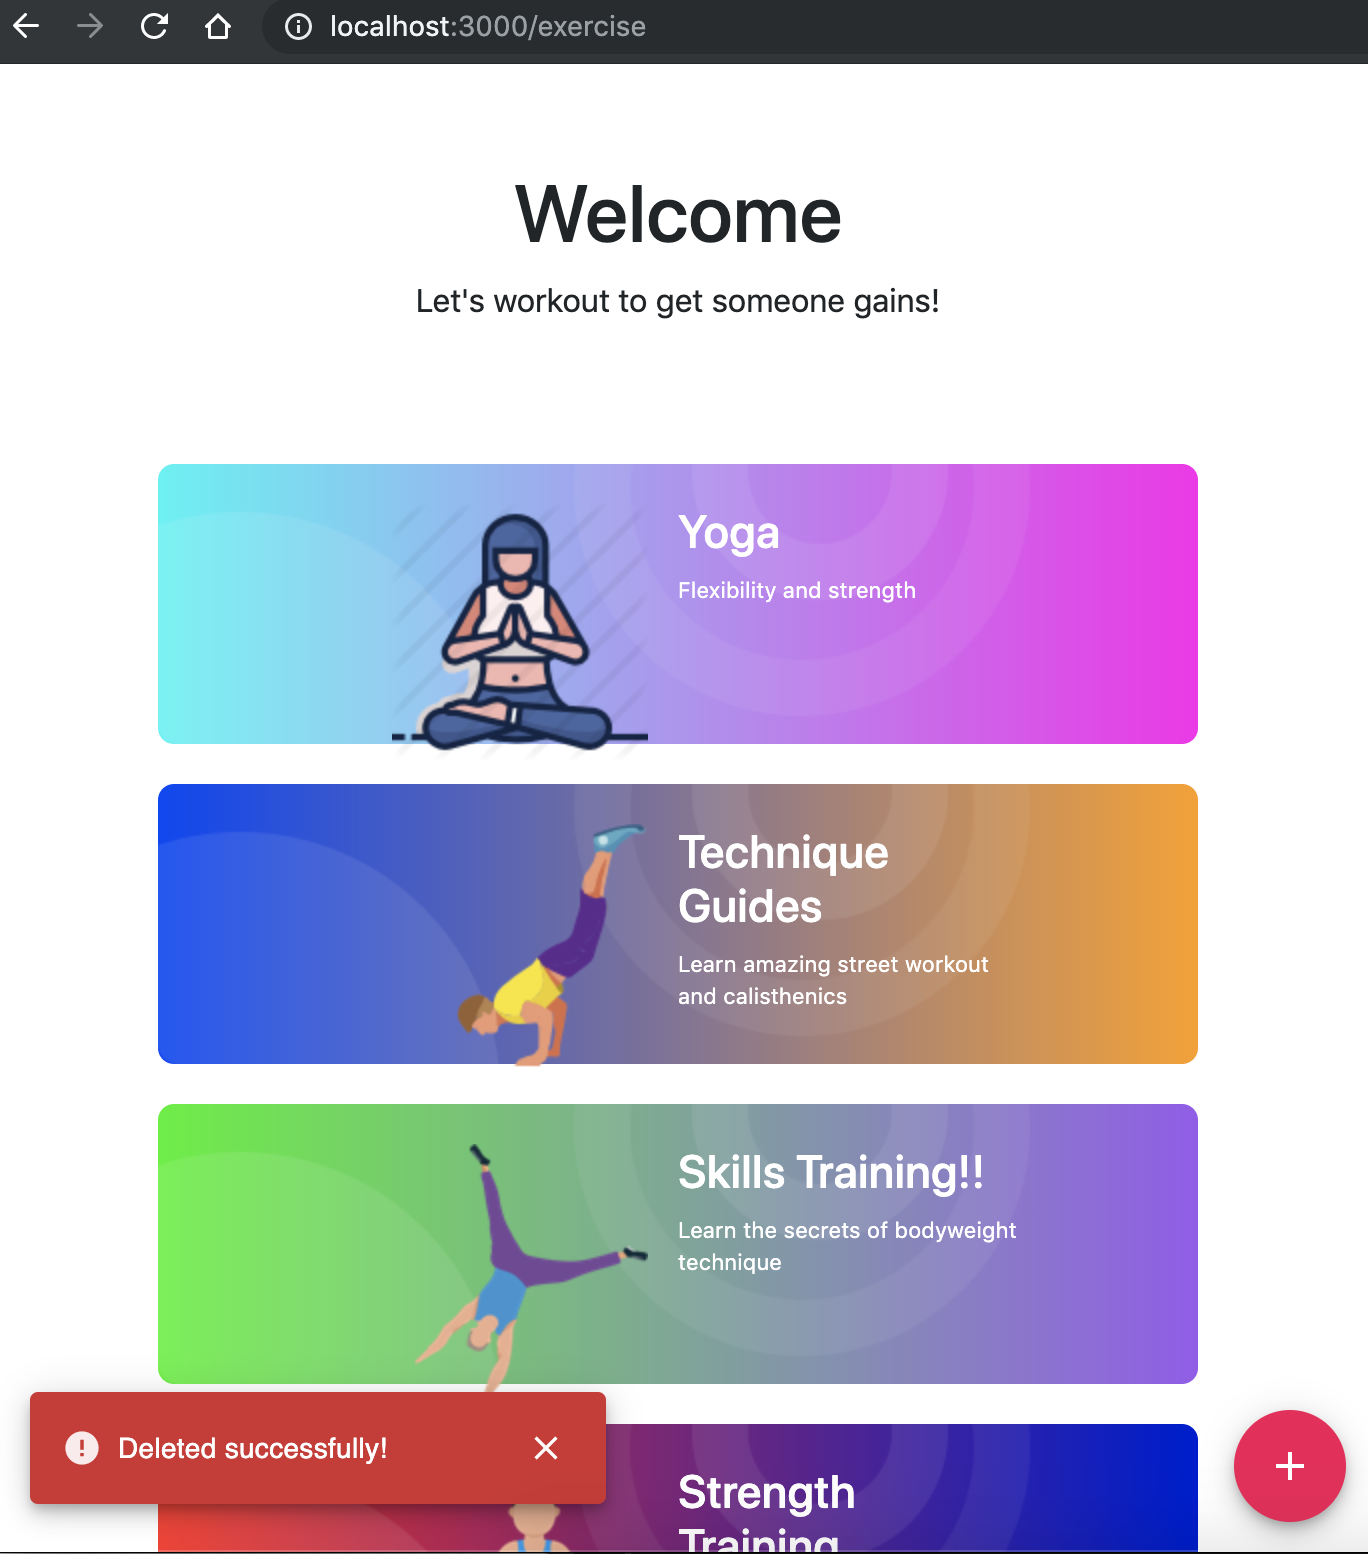 localhost:3000/exercise
Welcome
Let's workout to get someone gains!
Yoga
Flexibility and strength
Technique
Guides
Learn amazing street workout
and calisthenics
Skills Training!!
Learn the secrets of bodyweight
technique
Deleted successfully!
Strength
Training